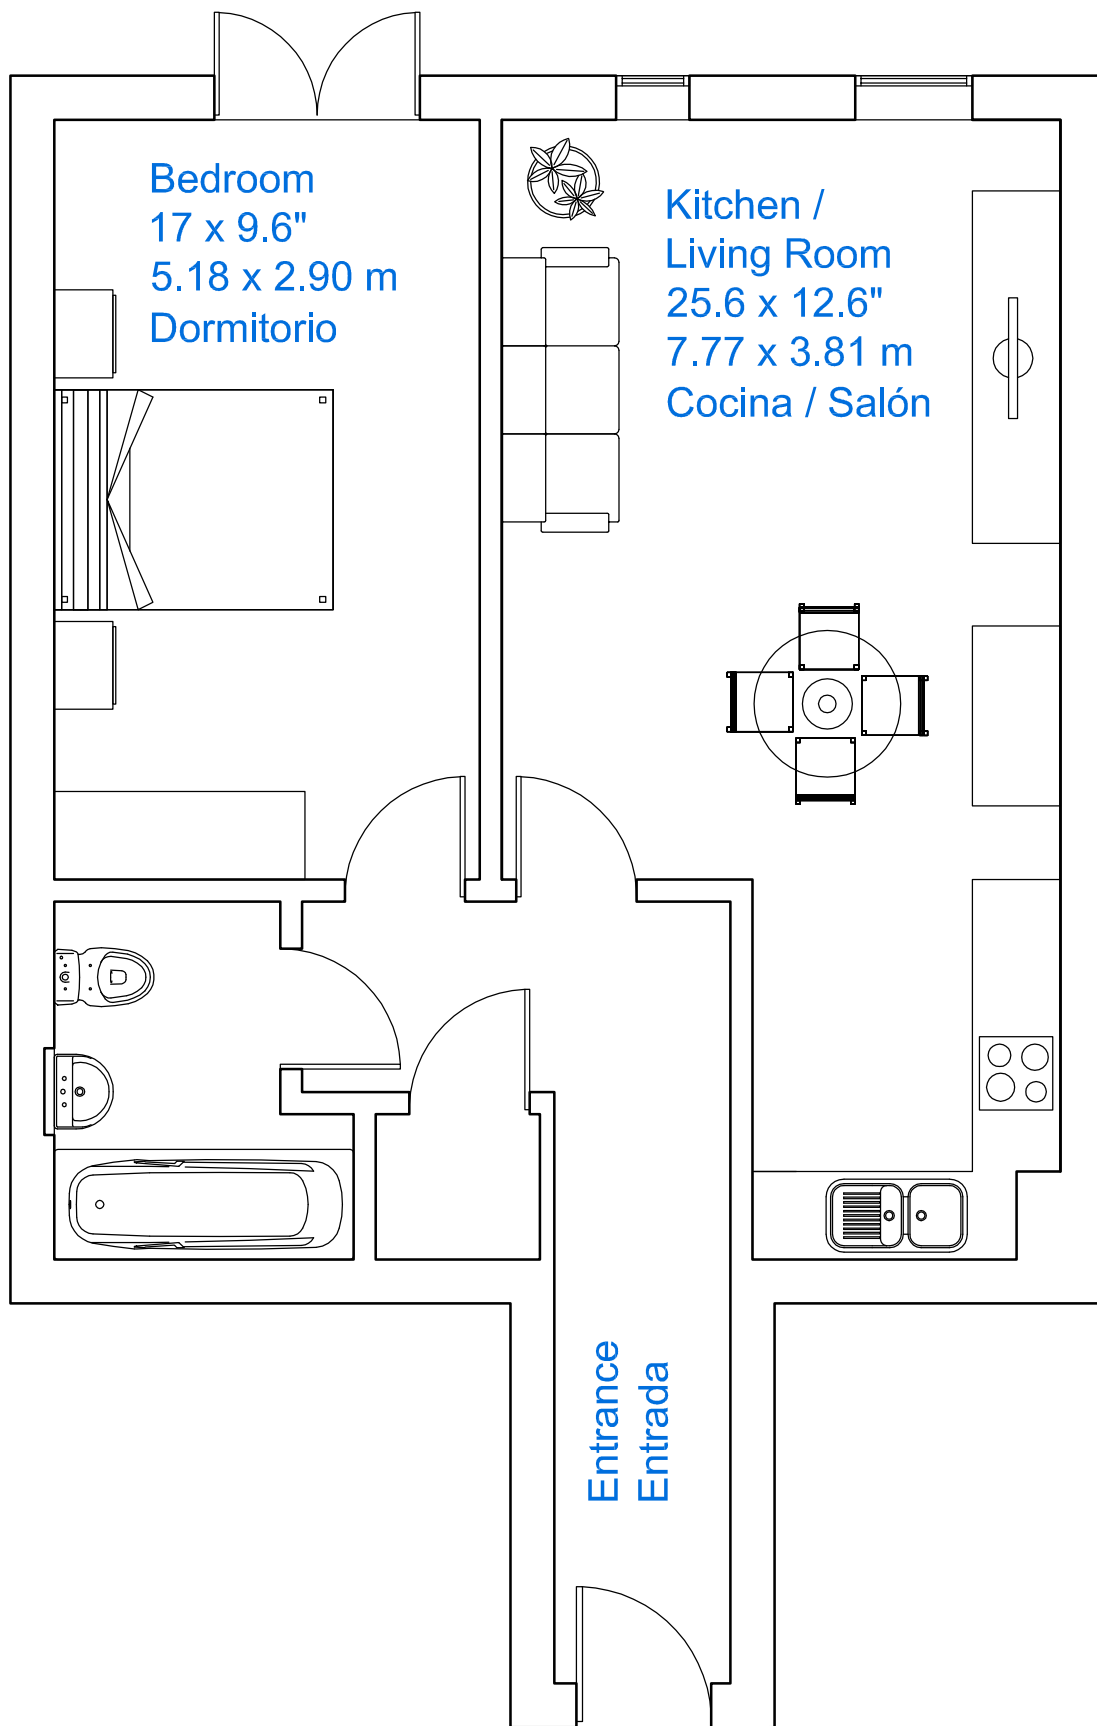 Bedroom
17 x 9.6"
5.18 x 2.90 m
Dormitorio
Kitchen /
Living Room
25.6 x 12.6"
7.77 x 3.81 m
Cocina / Salón
Entrance
Entrada